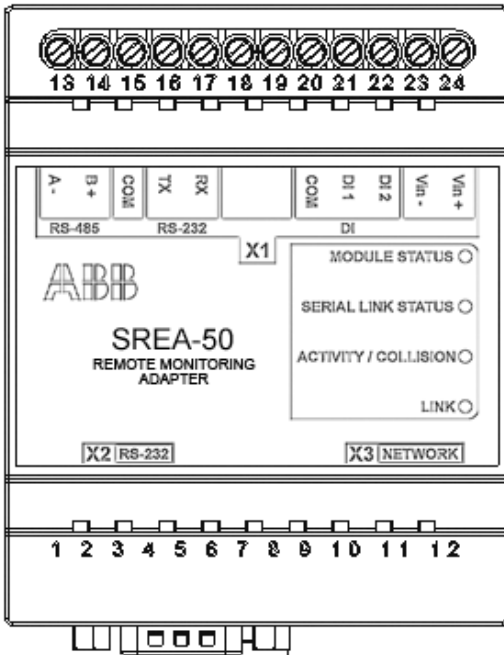 13 14 15 16 17 18 19 20 21 22 23 24
A - B + COM TX RX COM DI 1 DI 2 Vin - Vin +
RS-485 RS-232 DI
X1
MODULE STATUS
ABB
SERIAL LINK STATUS
SREA-50
REMOTE MONITORING
ADAPTER
ACTIVITY / COLLISION
LINK
X2 RS-232 X3 NETWORK
1 2 3 4 5 6 7 8 9 10 11 12